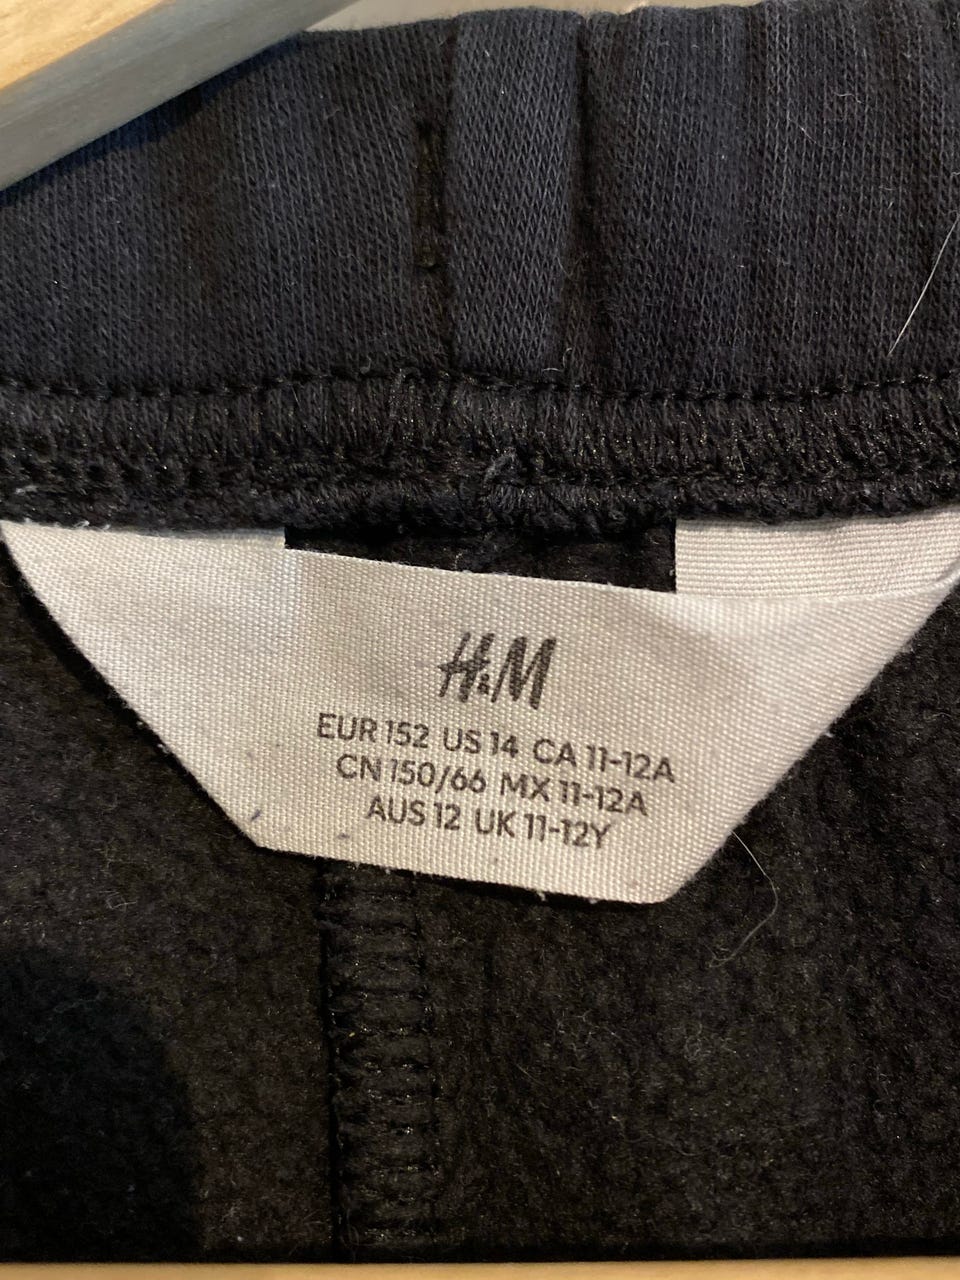 H&M
EUR 152 US 14 CA 11-12A
CN 150/66 MX 11-12A
AUS 12 UK 11-12Y